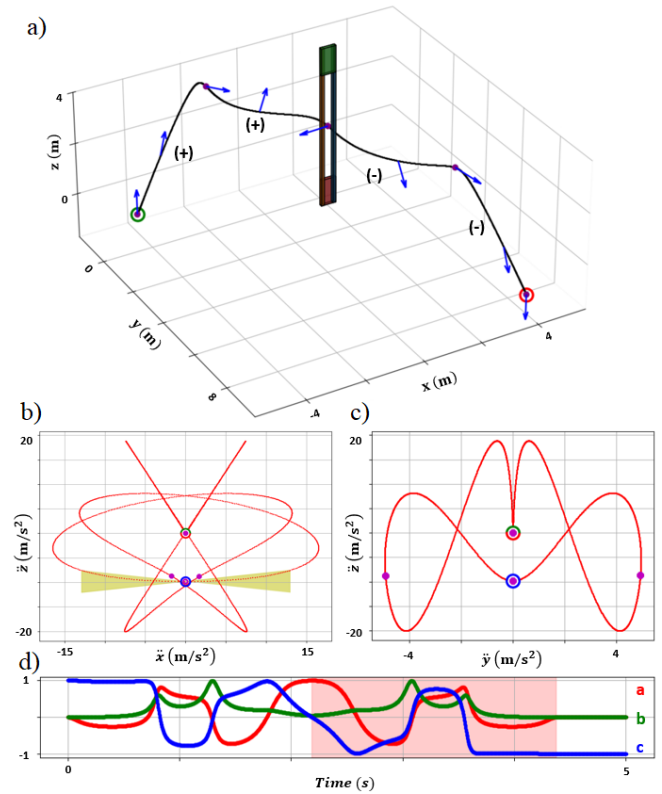 a)
4
z (m)
0
(+)
(+)
(-)
(-)
0
y (m)
8
-4
x (m)
4
b)
c)
20
z̈ (m/s²)
-20
-15
ẍ (m/s²)
15
20
z̈ (m/s²)
-20
-4
ÿ (m/s²)
4
d)
1
-1
a
b
c
0
Time (s)
5